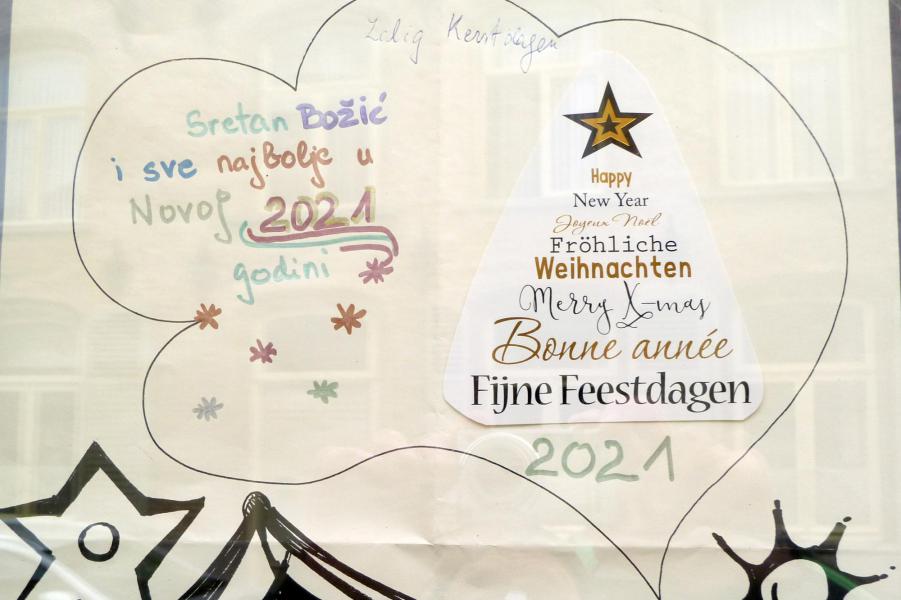 Zalig Kerstdagen
Sretan Božić
i sve najbolje u
Novoj 2021
godini
Happy
New Year
Joyeux Noël
Fröhliche
Weihnachten
Merry X-mas
Bonne année
Fijne Feestdagen
2021